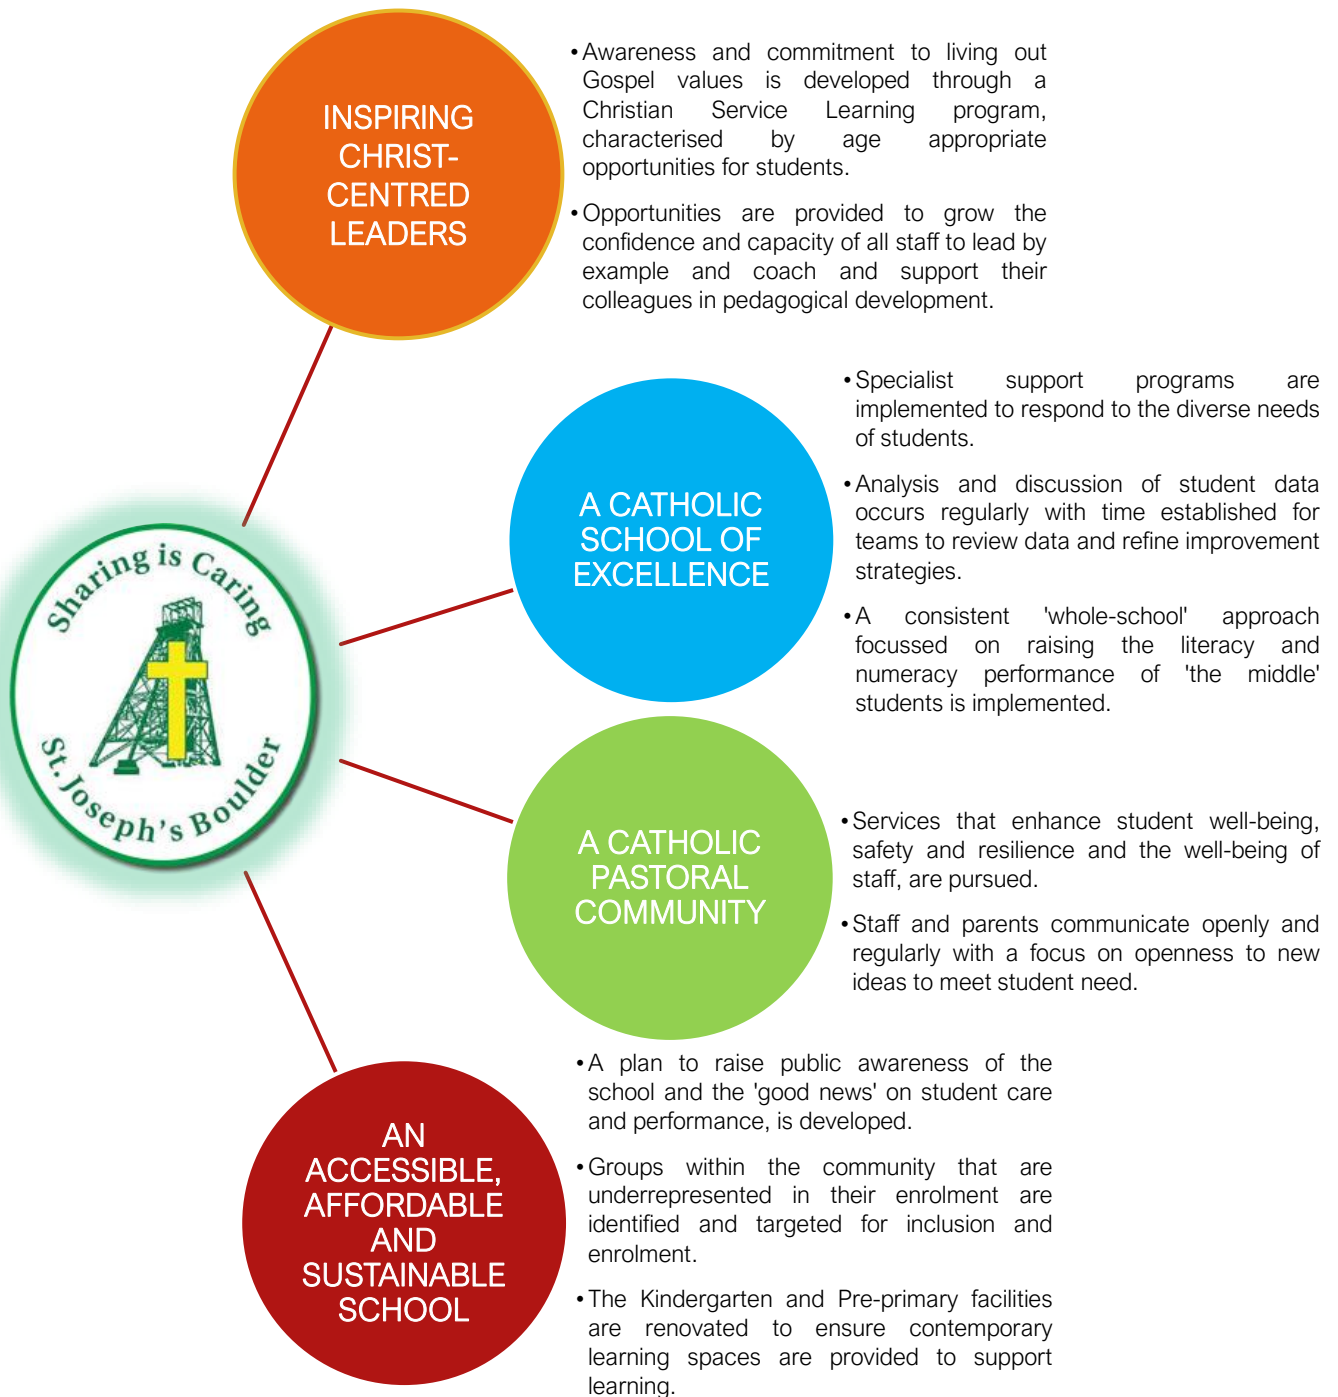 INSPIRING
CHRIST-
CENTRED
LEADERS
•Awareness and commitment to living out
Gospel values is developed through a
Christian Service Learning program,
characterised by age appropriate
opportunities for students.
•Opportunities are provided to grow the
confidence and capacity of all staff to lead by
example and coach and support their
colleagues in pedagogical development.
A CATHOLIC
SCHOOL OF
EXCELLENCE
•Specialist support programs are
implemented to respond to the diverse needs
of students.
•Analysis and discussion of student data
occurs regularly with time established for
teams to review data and refine improvement
strategies.
•A consistent 'whole-school' approach
focussed on raising the literacy and
numeracy performance of 'the middle'
students is implemented.
Sharing is Caring
St. Joseph's Boulder
A CATHOLIC
PASTORAL
COMMUNITY
•Services that enhance student well-being,
safety and resilience and the well-being of
staff, are pursued.
•Staff and parents communicate openly and
regularly with a focus on openness to new
ideas to meet student need.
AN
ACCESSIBLE,
AFFORDABLE
AND
SUSTAINABLE
SCHOOL
•A plan to raise public awareness of the
school and the 'good news' on student care
and performance, is developed.
•Groups within the community that are
underrepresented in their enrolment are
identified and targeted for inclusion and
enrolment.
•The Kindergarten and Pre-primary facilities
are renovated to ensure contemporary
learning spaces are provided to support
learning.